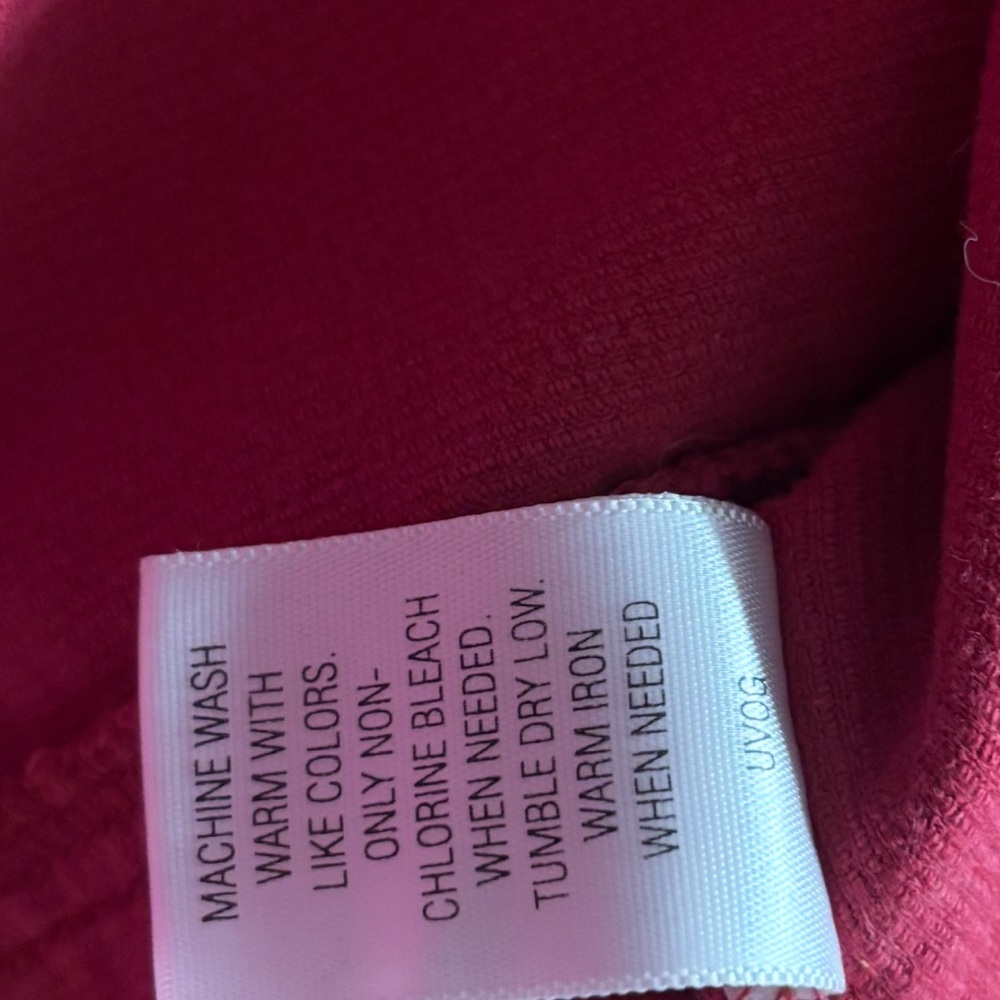 MACHINE WASH
WARM WITH
LIKE COLORS.
ONLY NON-
CHLORINE BLEACH
WHEN NEEDED.
TUMBLE DRY LOW.
WARM IRON
WHEN NEEDED
UVOG